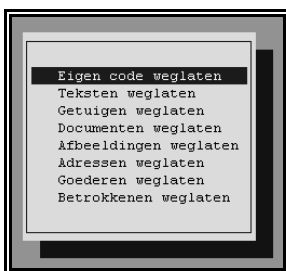 Eigen code weglaten
Teksten weglaten
Getuigen weglaten
Documenten weglaten
Afbeeldingen weglaten
Adressen weglaten
Goederen weglaten
Betrokkenen weglaten